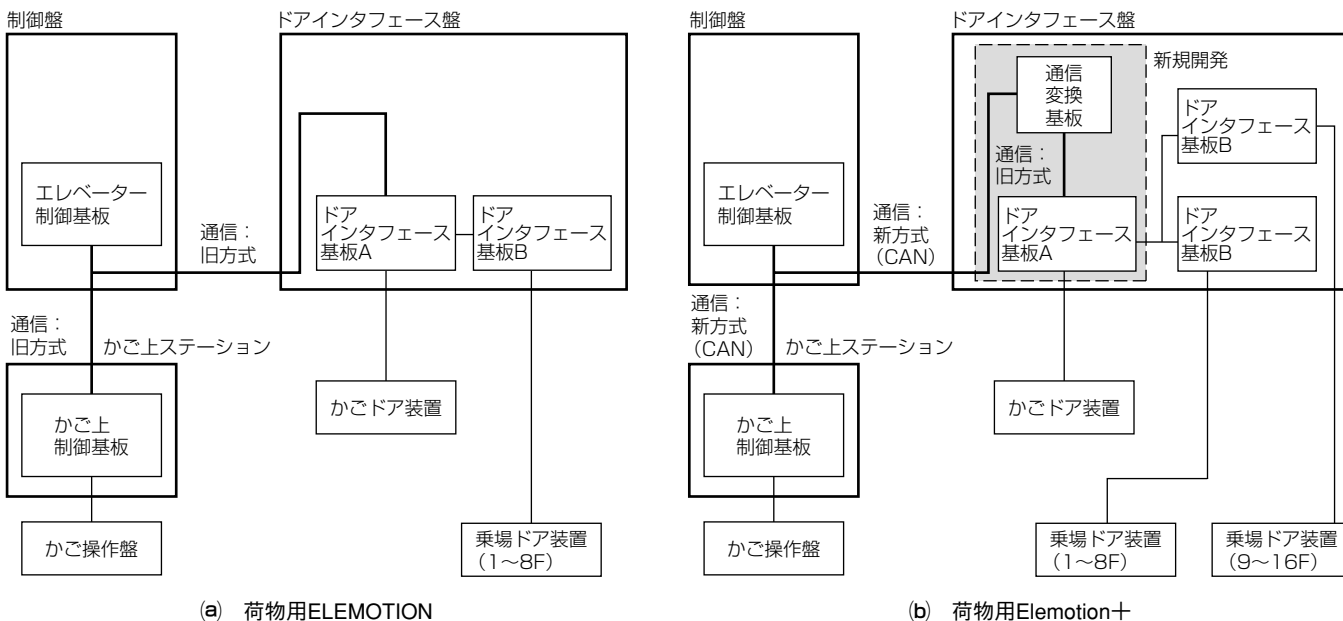 制御盤
ドアインタフェース盤
エレベーター
制御基板
通信：
旧方式
ドア
インタフェース
基板A
ドア
インタフェース
基板B
通信：
旧方式
かご上ステーション
かご上
制御基板
かごドア装置
かご操作盤
乗場ドア装置
（1〜8F）
(a) 荷物用ELEMOTION
制御盤
ドアインタフェース盤
新規開発
通信
変換
基板
ドア
インタフェース
基板B
通信：
旧方式
エレベーター
制御基板
通信：
新方式
（CAN）
ドア
インタフェース
基板A
ドア
インタフェース
基板B
通信：
新方式
（CAN）
かご上ステーション
かご上
制御基板
かごドア装置
かご操作盤
乗場ドア装置
（1〜8F）
乗場ドア装置
（9〜16F）
(b) 荷物用Elemotion＋